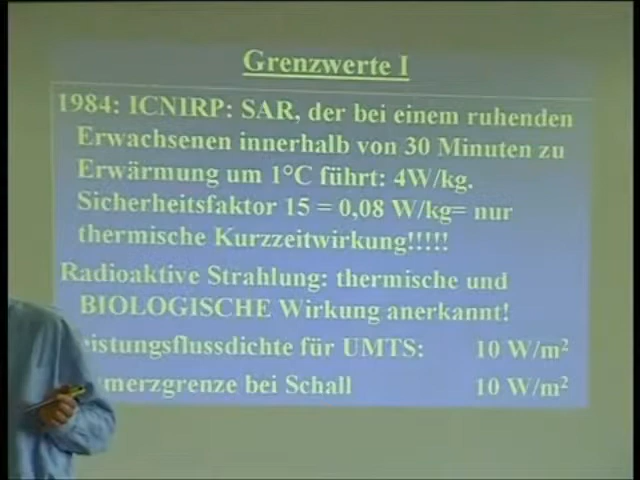 Grenzwerte I
1984: ICNIRP: SAR, der bei einem ruhenden
Erwachsenen innerhalb von 30 Minuten zu
Erwärmung um 1°C führt: 4W/kg.
Sicherheitsfaktor 15 = 0,08 W/kg= nur
thermische Kurzzeitwirkung!!!!!
Radioaktive Strahlung: thermische und
BIOLOGISCHE Wirkung anerkannt!
eistungsflussdichte für UMTS: 10 W/m²
merzgrenze bei Schall 10 W/m²